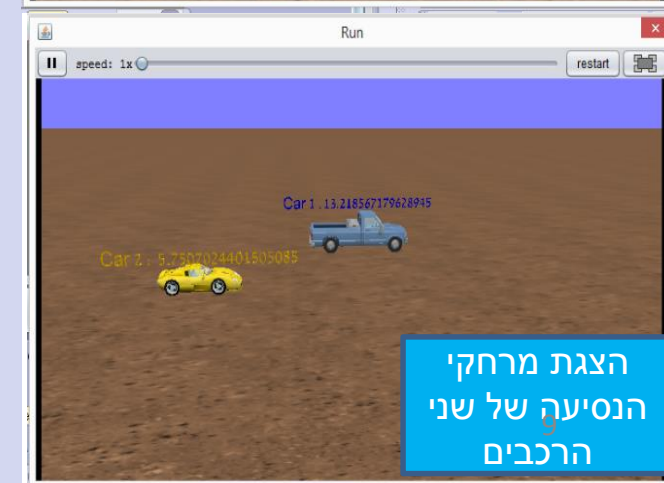 Run
speed: 1x
restart
Car 1 . 13.218567179628945
Car 2 . 5.7507024401505085
הצגת מרחקי
הנסיעה של שני
הרכבים
9